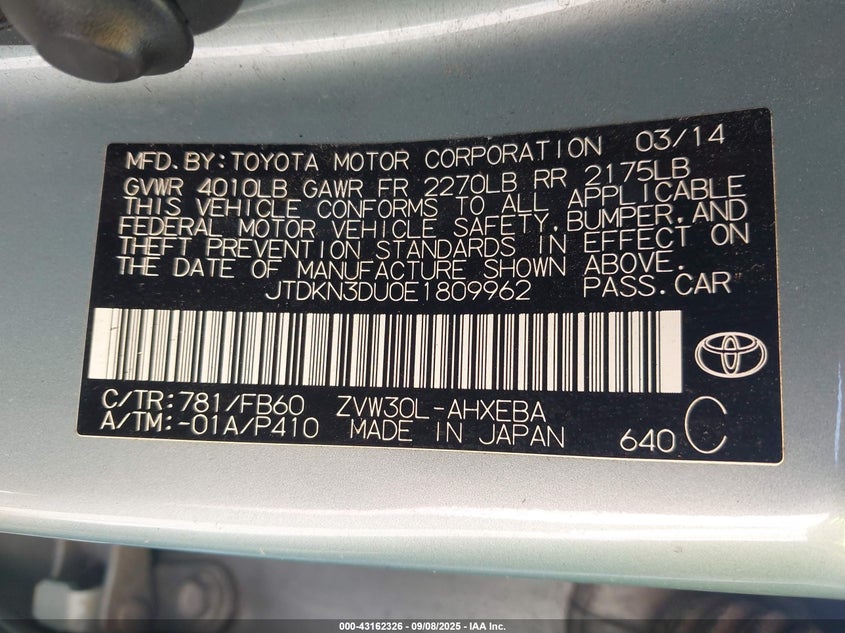 MFD. BY: TOYOTA MOTOR CORPORATION 03/14
GVWR 4010LB GAWR FR 2270LB RR 2175LB
THIS VEHICLE CONFORMS TO ALL APPLICABLE
FEDERAL MOTOR VEHICLE SAFETY, BUMPER, AND
THEFT PREVENTION STANDARDS IN EFFECT ON
THE DATE OF MANUFACTURE SHOWN ABOVE.
JTDKN3DU0E1809962 PASS. CAR
C/TR: 781/FB60 ZVW30L-AHXEBA
A/TM: -01A/P410 MADE IN JAPAN 640 C
000-43162326 - 09/08/2025 - IAA Inc.